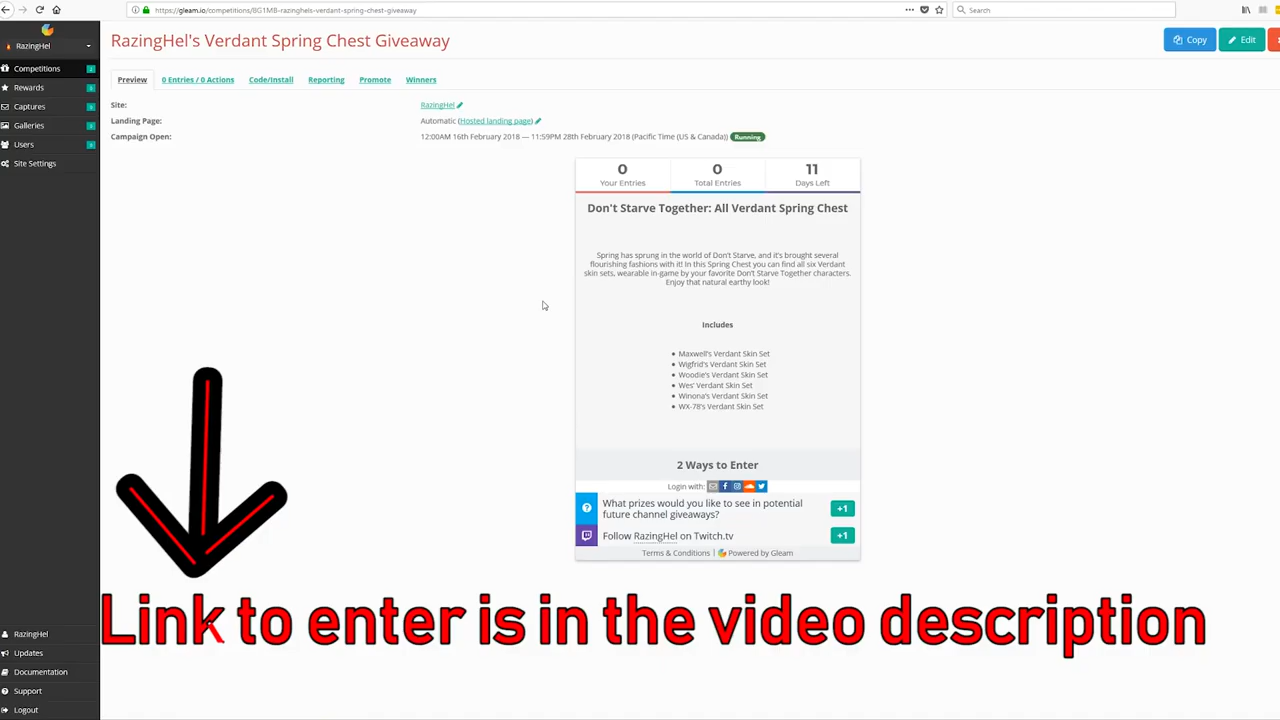 https://gleam.io/competitions/8G1MB-razinghels-verdant-spring-chest-giveaway
Search
RazingHel
Competitions
Rewards
Captures
Galleries
Users
Site Settings
RazingHel's Verdant Spring Chest Giveaway
Copy
Edit
Preview
0 Entries / 0 Actions
Code/Install
Reporting
Promote
Winners
Site:
RazingHel
Landing Page:
Automatic (Hosted landing page)
Campaign Open:
12:00AM 16th February 2018 — 11:59PM 28th February 2018 (Pacific Time (US & Canada)) Running
0
Your Entries
0
Total Entries
11
Days Left
Don't Starve Together: All Verdant Spring Chest
Spring has sprung in the world of Don't Starve, and it's brought several
flourishing fashions with it! In this Spring Chest you can find all six Verdant
skin sets, wearable in-game by your favorite Don't Starve Together characters.
Enjoy that natural earthy look!
Includes
Maxwell's Verdant Skin Set
Wigfrid's Verdant Skin Set
Woodie's Verdant Skin Set
Wes' Verdant Skin Set
Winona's Verdant Skin Set
WX-78's Verdant Skin Set
2 Ways to Enter
Login with:
What prizes would you like to see in potential
future channel giveaways?
+1
Follow RazingHel on Twitch.tv
+1
Terms & Conditions | Powered by Gleam
Link to enter is in the video description
RazingHel
Updates
Documentation
Support
Logout